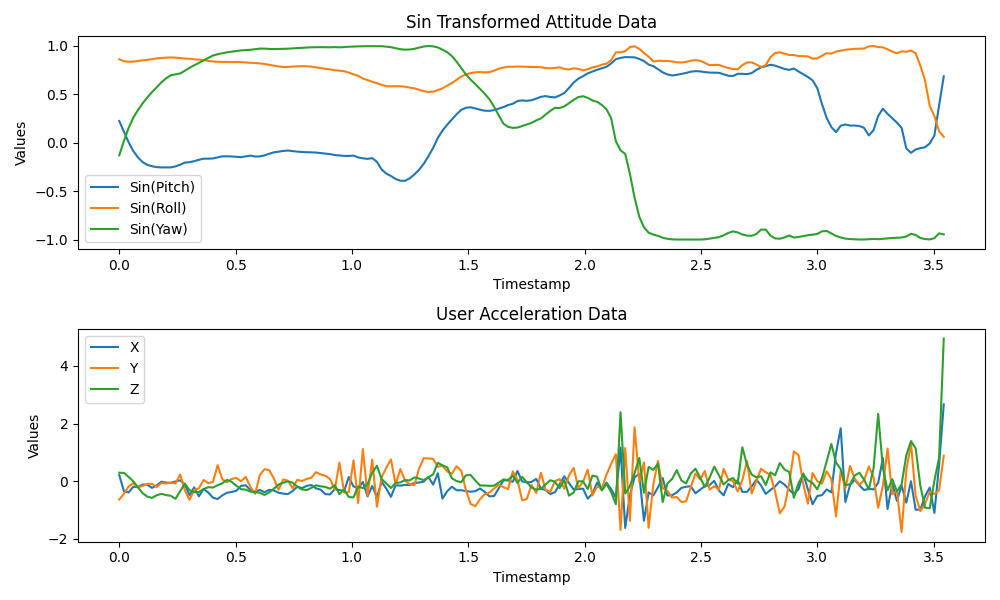 Sin Transformed Attitude Data
1.0
0.5
0.0
−0.5
−1.0
Values
Sin(Pitch)
Sin(Roll)
Sin(Yaw)
0.0 0.5 1.0 1.5 2.0 2.5 3.0 3.5
Timestamp
User Acceleration Data
4
2
0
−2
Values
X
Y
Z
0.0 0.5 1.0 1.5 2.0 2.5 3.0 3.5
Timestamp